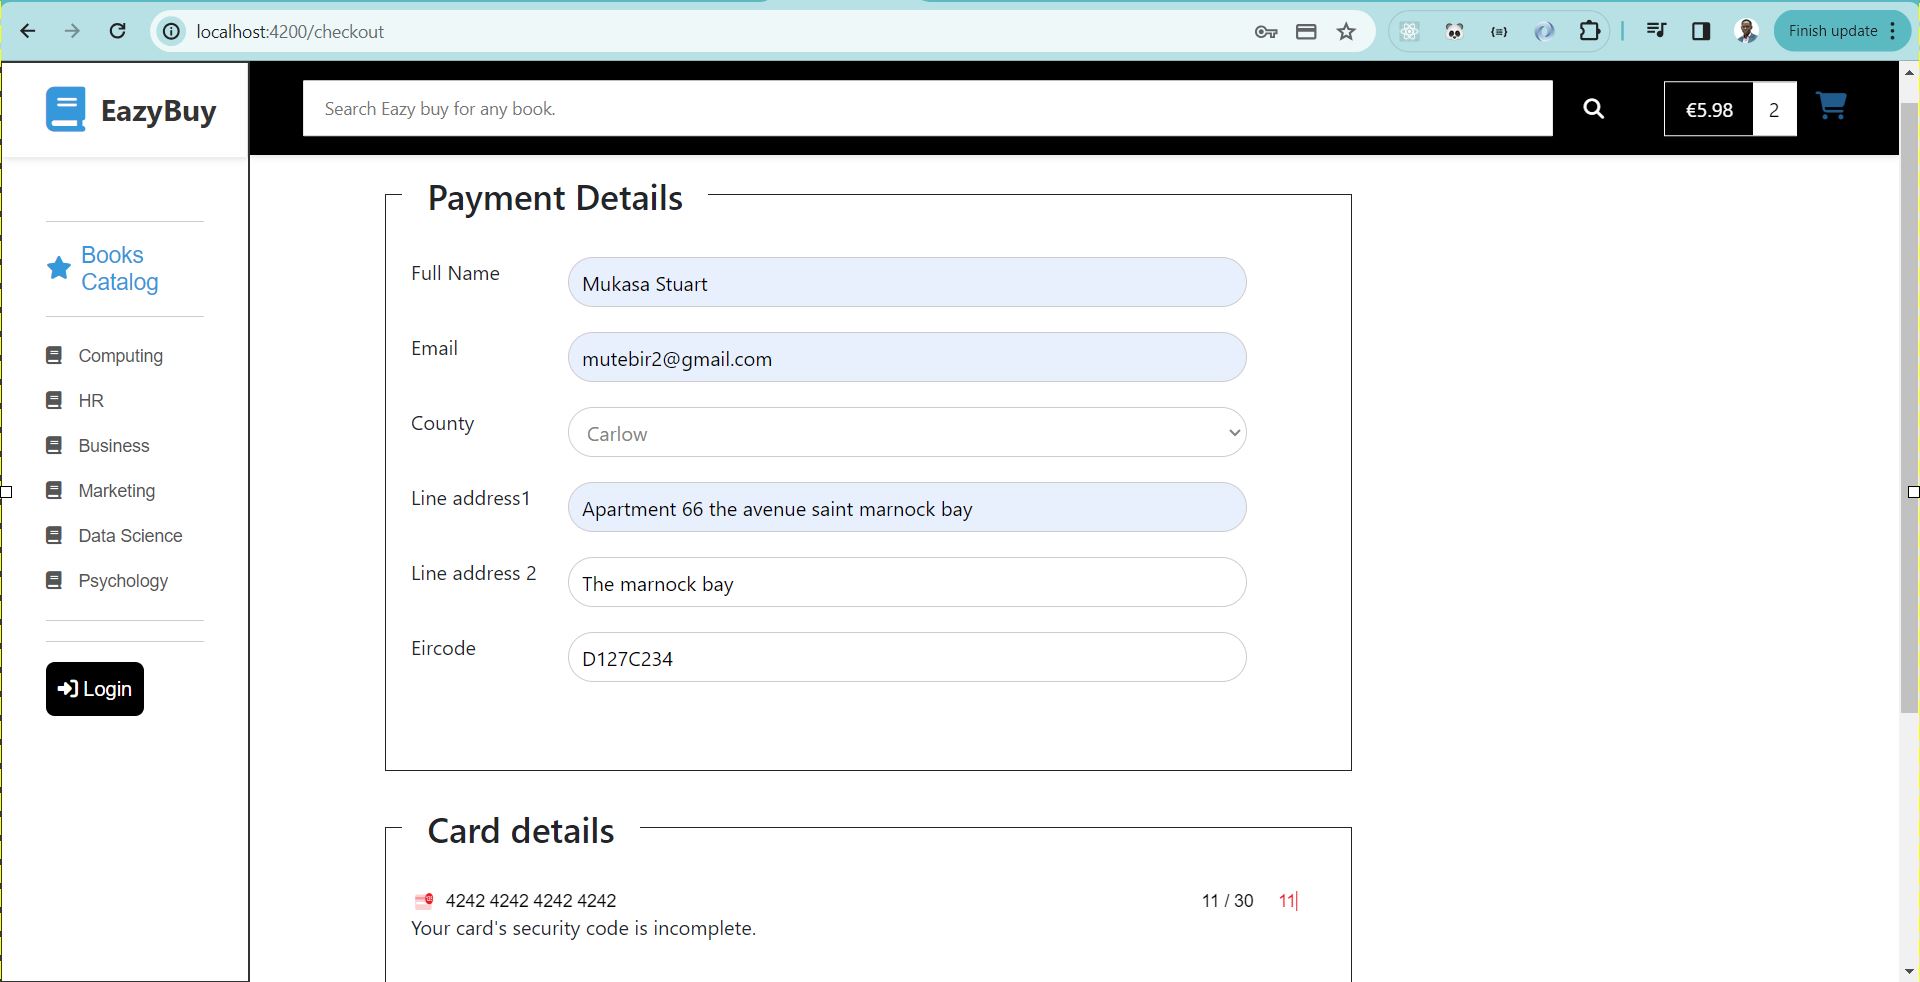 localhost:4200/checkout
Finish update
EazyBuy
Search Eazy buy for any book.
€5.98 2
Books
Catalog
Computing
HR
Business
Marketing
Data Science
Psychology
Login
Payment Details
Full Name
Mukasa Stuart
Email
mutebir2@gmail.com
County
Carlow
Line address1
Apartment 66 the avenue saint marnock bay
Line address 2
The marnock bay
Eircode
D127C234
Card details
4242 4242 4242 4242 11 / 30 11
Your card's security code is incomplete.